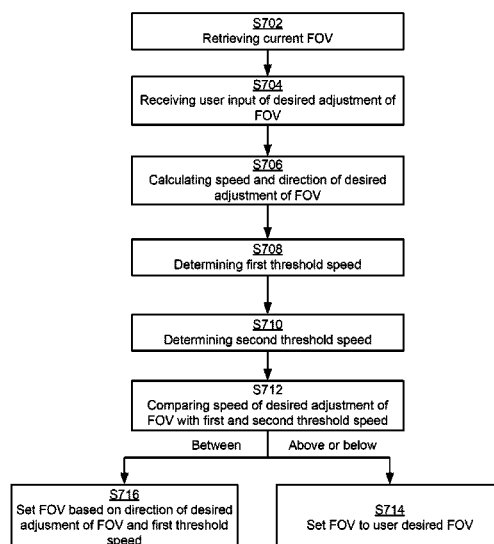 S702
Retrieving current FOV
S704
Receiving user input of desired adjustment of
FOV
S706
Calculating speed and direction of desired
adjustment of FOV
S708
Determining first threshold speed
S710
Determining second threshold speed
S712
Comparing speed of desired adjustment of
FOV with first and second threshold speed
Between
Above or below
S716
Set FOV based on direction of desired
adjusment of FOV and first threshold
speed
S714
Set FOV to user desired FOV